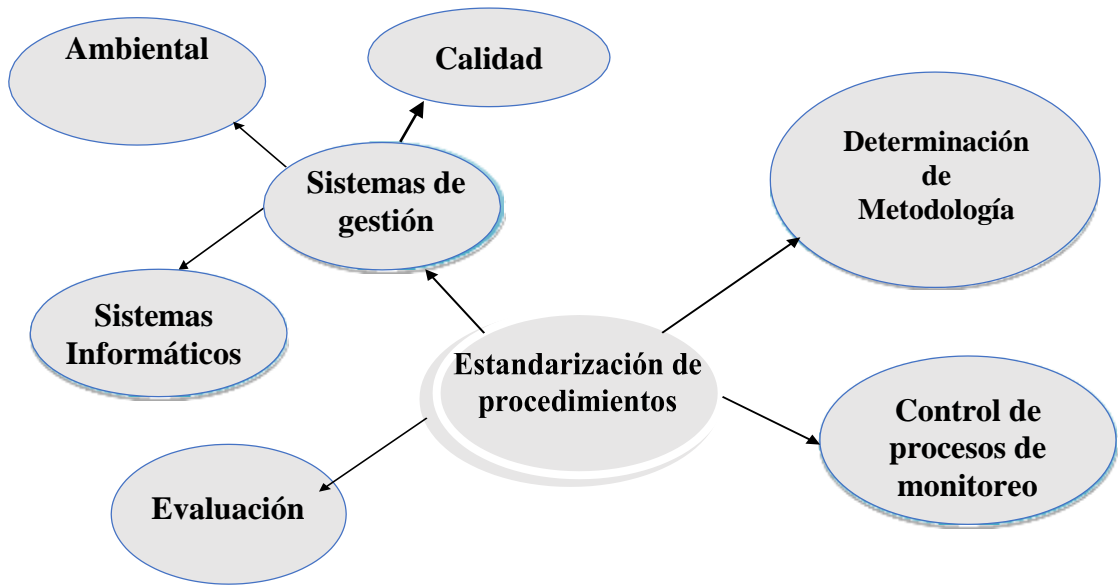 Ambiental
Calidad
Sistemas de
gestión
Determinación
de
Metodología
Sistemas
Informáticos
Estandarización de
procedimientos
Control de
procesos de
monitoreo
Evaluación